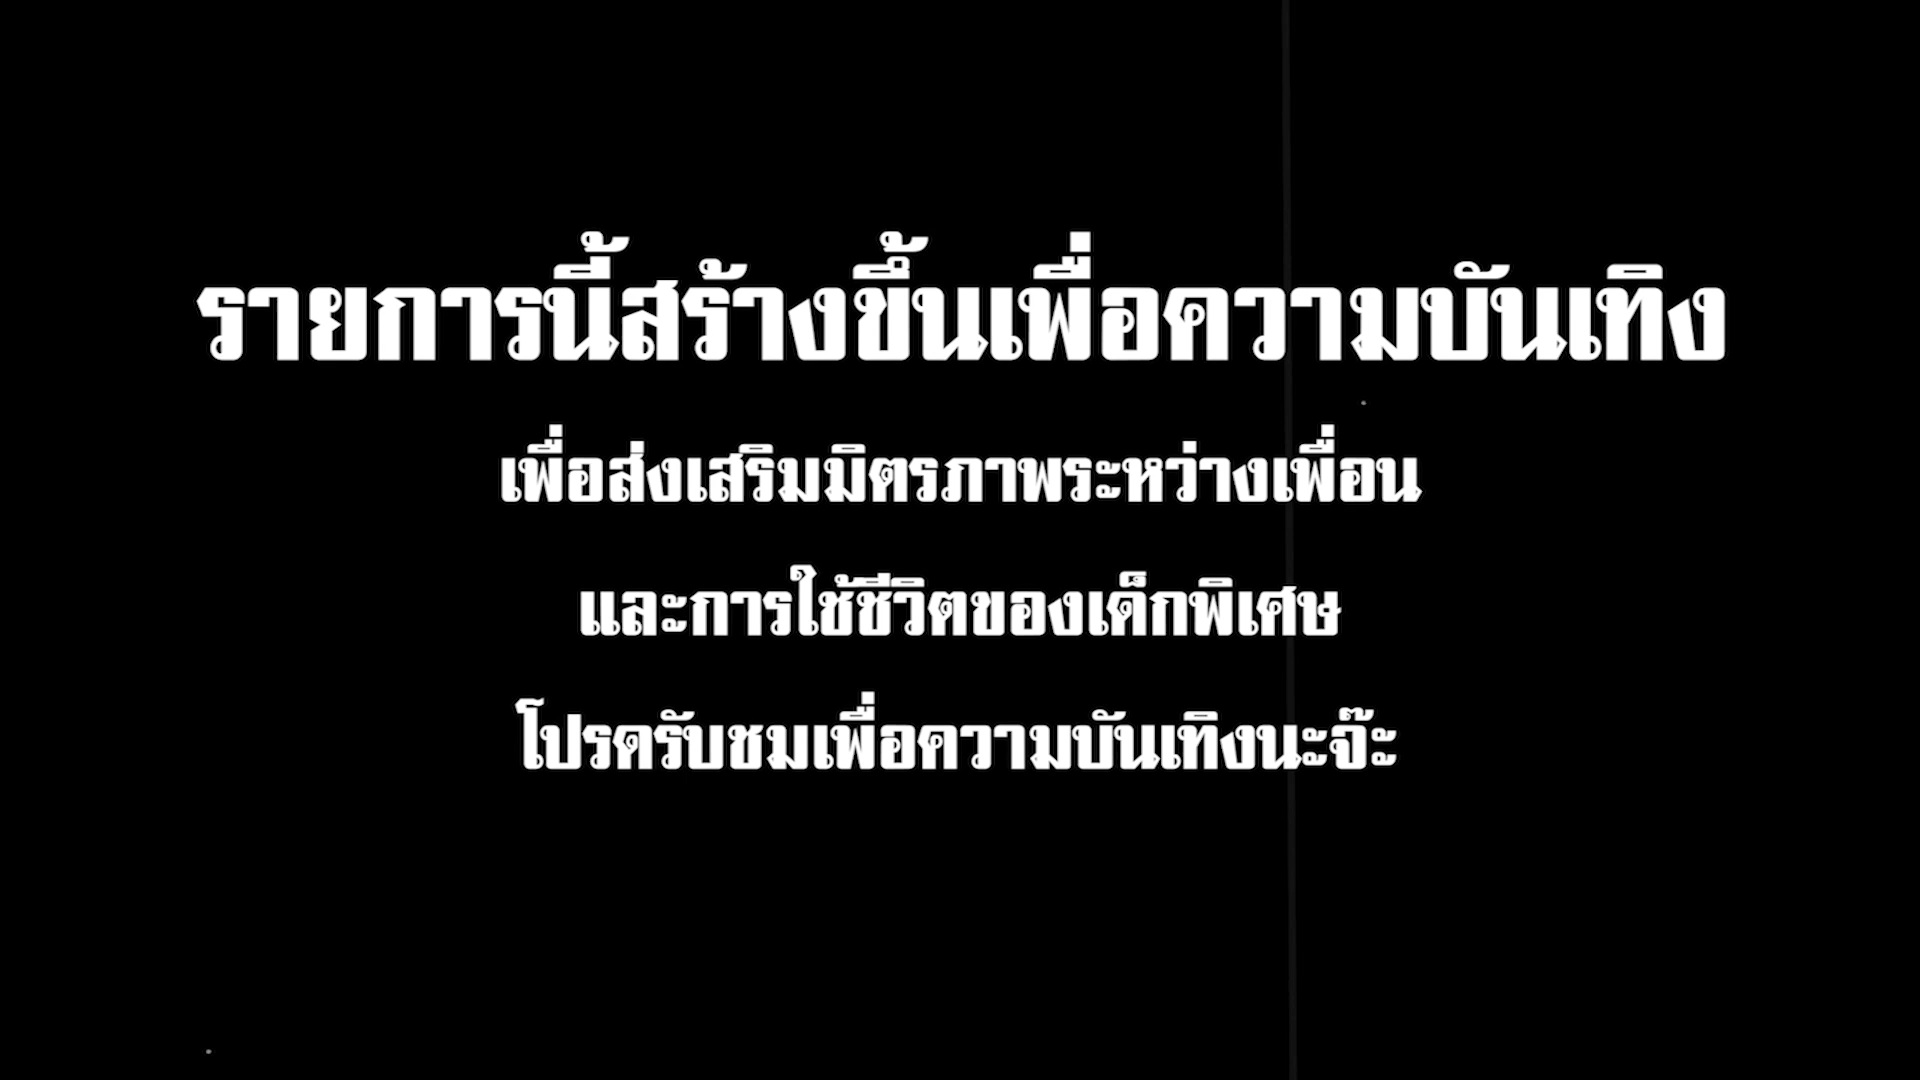 รายการนี้สร้างขึ้นเพื่อความบันเทิง
เพื่อส่งเสริมมิตรภาพระหว่างเพื่อน
และการใช้ชีวิตของเด็กพิเศษ
โปรดรับชมเพื่อความบันเทิงนะจ๊ะ